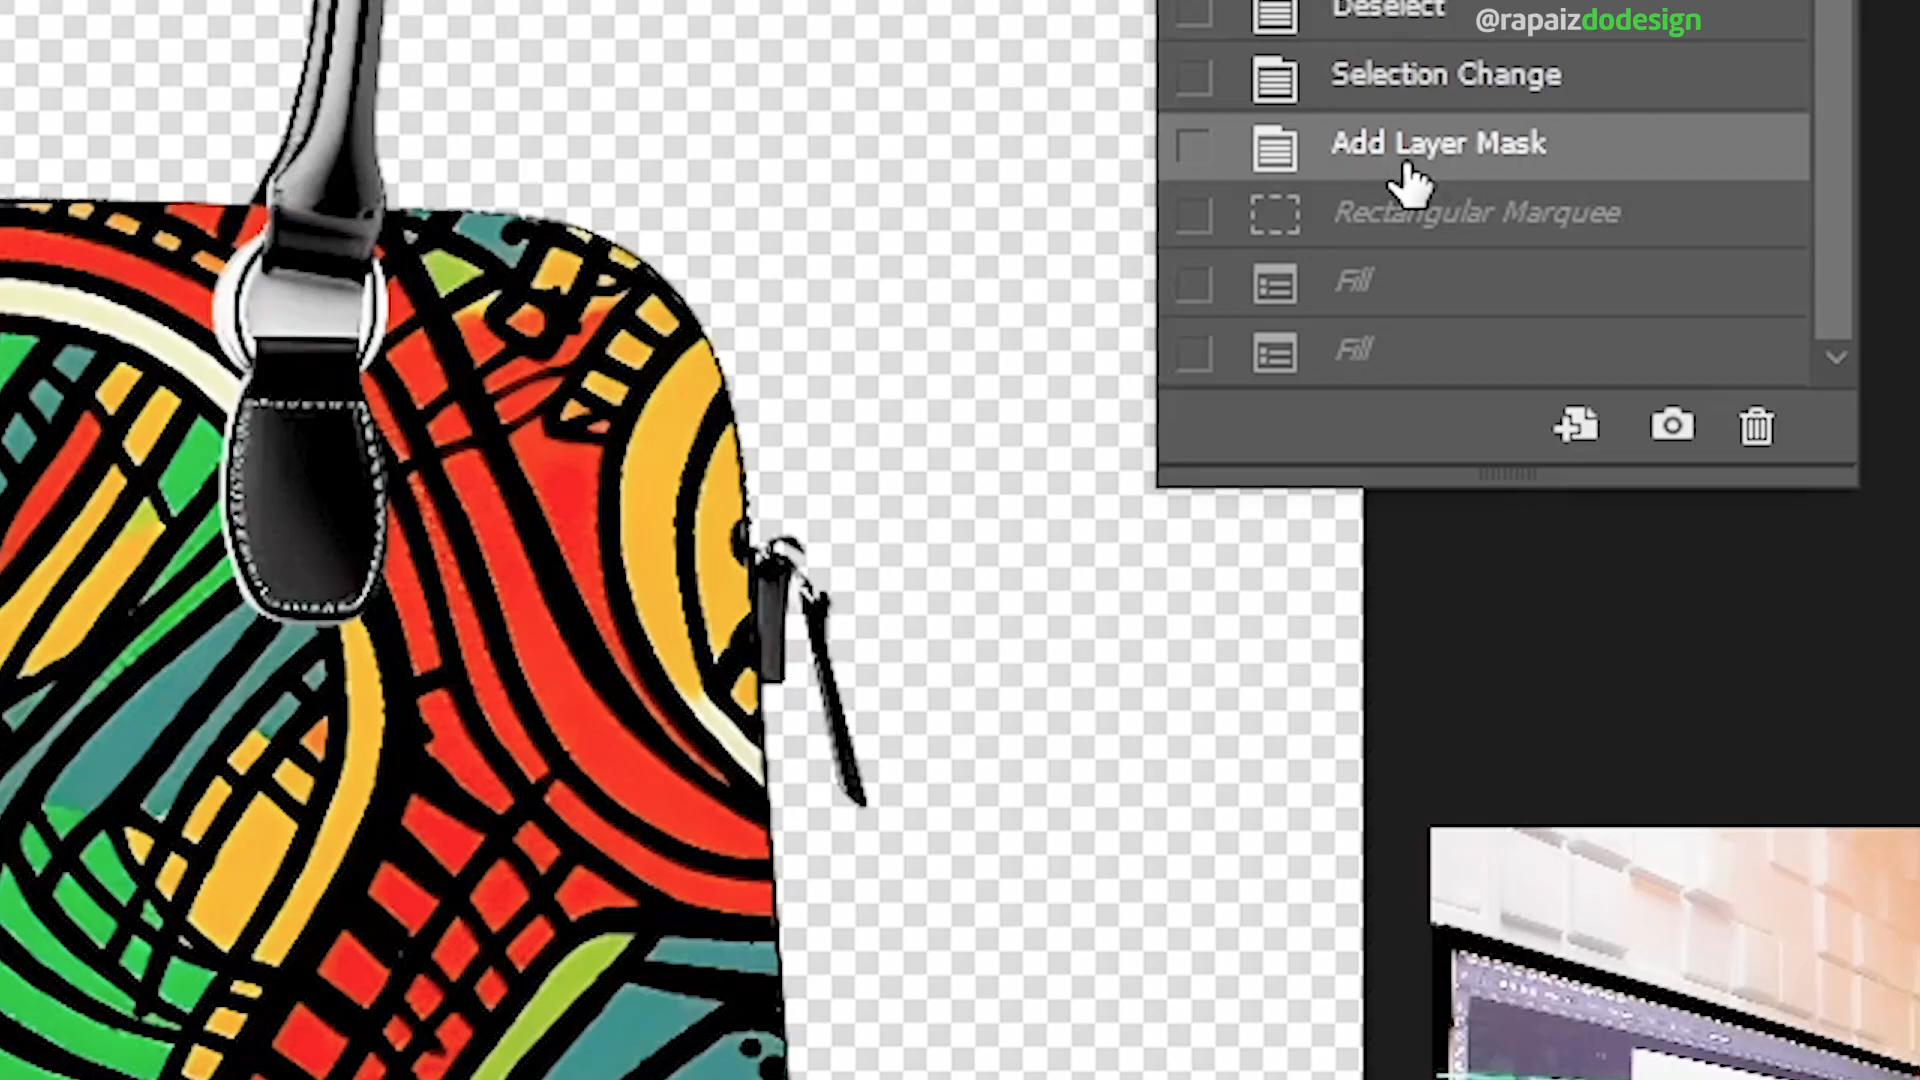 Deselect
@rapaizdodesign
Selection Change
Add Layer Mask
Rectangular Marquee
Fill
Fill